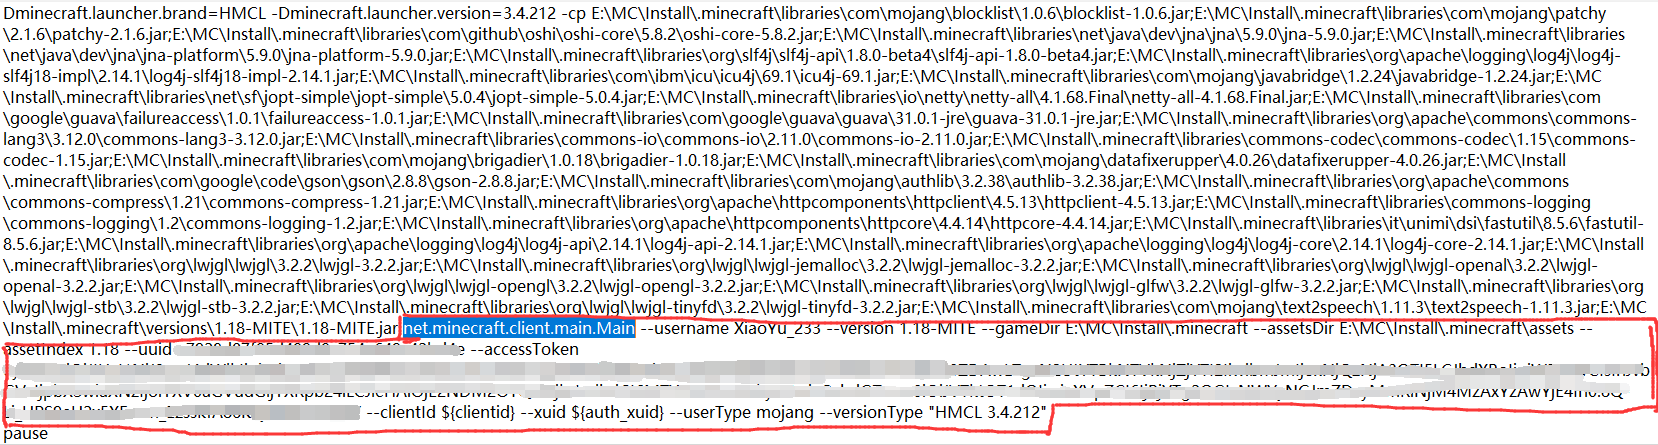 Dminecraft.launcher.brand=HMCL -Dminecraft.launcher.version=3.4.212 -cp E:\MC\Install\.minecraft\libraries\com\mojang\blocklist\1.0.6\blocklist-1.0.6.jar;E:\MC\Install\.minecraft\libraries\com\mojang\patchy
\2.1.6\patchy-2.1.6.jar;E:\MC\Install\.minecraft\libraries\com\github\oshi\oshi-core\5.8.2\oshi-core-5.8.2.jar;E:\MC\Install\.minecraft\libraries\net\java\dev\jna\jna\5.9.0\jna-5.9.0.jar;E:\MC\Install\.minecraft\libraries
\net\java\dev\jna\jna-platform\5.9.0\jna-platform-5.9.0.jar;E:\MC\Install\.minecraft\libraries\org\slf4j\slf4j-api\1.8.0-beta4\slf4j-api-1.8.0-beta4.jar;E:\MC\Install\.minecraft\libraries\org\apache\logging\log4j\log4j-
slf4j18-impl\2.14.1\log4j-slf4j18-impl-2.14.1.jar;E:\MC\Install\.minecraft\libraries\com\ibm\icu\icu4j\69.1\icu4j-69.1.jar;E:\MC\Install\.minecraft\libraries\com\mojang\javabridge\1.2.24\javabridge-1.2.24.jar;E:\MC
\Install\.minecraft\libraries\net\sf\jopt-simple\jopt-simple\5.0.4\jopt-simple-5.0.4.jar;E:\MC\Install\.minecraft\libraries\io\netty\netty-all\4.1.68.Final\netty-all-4.1.68.Final.jar;E:\MC\Install\.minecraft\libraries\com
\google\guava\failureaccess\1.0.1\failureaccess-1.0.1.jar;E:\MC\Install\.minecraft\libraries\com\google\guava\guava\31.0.1-jre\guava-31.0.1-jre.jar;E:\MC\Install\.minecraft\libraries\org\apache\commons\commons-
lang3\3.12.0\commons-lang3-3.12.0.jar;E:\MC\Install\.minecraft\libraries\commons-io\commons-io\2.11.0\commons-io-2.11.0.jar;E:\MC\Install\.minecraft\libraries\commons-codec\commons-codec\1.15\commons-
codec-1.15.jar;E:\MC\Install\.minecraft\libraries\com\mojang\brigadier\1.0.18\brigadier-1.0.18.jar;E:\MC\Install\.minecraft\libraries\com\mojang\datafixerupper\4.0.26\datafixerupper-4.0.26.jar;E:\MC\Install
\.minecraft\libraries\com\google\code\gson\gson\2.8.8\gson-2.8.8.jar;E:\MC\Install\.minecraft\libraries\com\mojang\authlib\3.2.38\authlib-3.2.38.jar;E:\MC\Install\.minecraft\libraries\org\apache\commons
\commons-compress\1.21\commons-compress-1.21.jar;E:\MC\Install\.minecraft\libraries\org\apache\httpcomponents\httpclient\4.5.13\httpclient-4.5.13.jar;E:\MC\Install\.minecraft\libraries\commons-logging
\commons-logging\1.2\commons-logging-1.2.jar;E:\MC\Install\.minecraft\libraries\org\apache\httpcomponents\httpcore\4.4.14\httpcore-4.4.14.jar;E:\MC\Install\.minecraft\libraries\it\unimi\dsi\fastutil\8.5.6\fastutil-
8.5.6.jar;E:\MC\Install\.minecraft\libraries\org\apache\logging\log4j\log4j-api\2.14.1\log4j-api-2.14.1.jar;E:\MC\Install\.minecraft\libraries\org\apache\logging\log4j\log4j-core\2.14.1\log4j-core-2.14.1.jar;E:\MC\Install
\.minecraft\libraries\org\lwjgl\lwjgl\3.2.2\lwjgl-3.2.2.jar;E:\MC\Install\.minecraft\libraries\org\lwjgl\lwjgl-jemalloc\3.2.2\lwjgl-jemalloc-3.2.2.jar;E:\MC\Install\.minecraft\libraries\org\lwjgl\lwjgl-openal\3.2.2\lwjgl-
openal-3.2.2.jar;E:\MC\Install\.minecraft\libraries\org\lwjgl\lwjgl-opengl\3.2.2\lwjgl-opengl-3.2.2.jar;E:\MC\Install\.minecraft\libraries\org\lwjgl\lwjgl-glfw\3.2.2\lwjgl-glfw-3.2.2.jar;E:\MC\Install\.minecraft\libraries\org
\lwjgl\lwjgl-stb\3.2.2\lwjgl-stb-3.2.2.jar;E:\MC\Install\.minecraft\libraries\org\lwjgl\lwjgl-tinyfd\3.2.2\lwjgl-tinyfd-3.2.2.jar;E:\MC\Install\.minecraft\libraries\com\mojang\text2speech\1.11.3\text2speech-1.11.3.jar;E:\MC
\Install\.minecraft\versions\1.18-MITE\1.18-MITE.jar net.minecraft.client.main.Main --username XiaoYu_233 --version 1.18-MITE --gameDir E:\MC\Install\.minecraft --assetsDir E:\MC\Install\.minecraft\assets --
assetIndex 1.18 --uuid --accessToken
--clientId ${clientid} --xuid ${auth_xuid} --userType mojang --versionType "HMCL 3.4.212"
pause